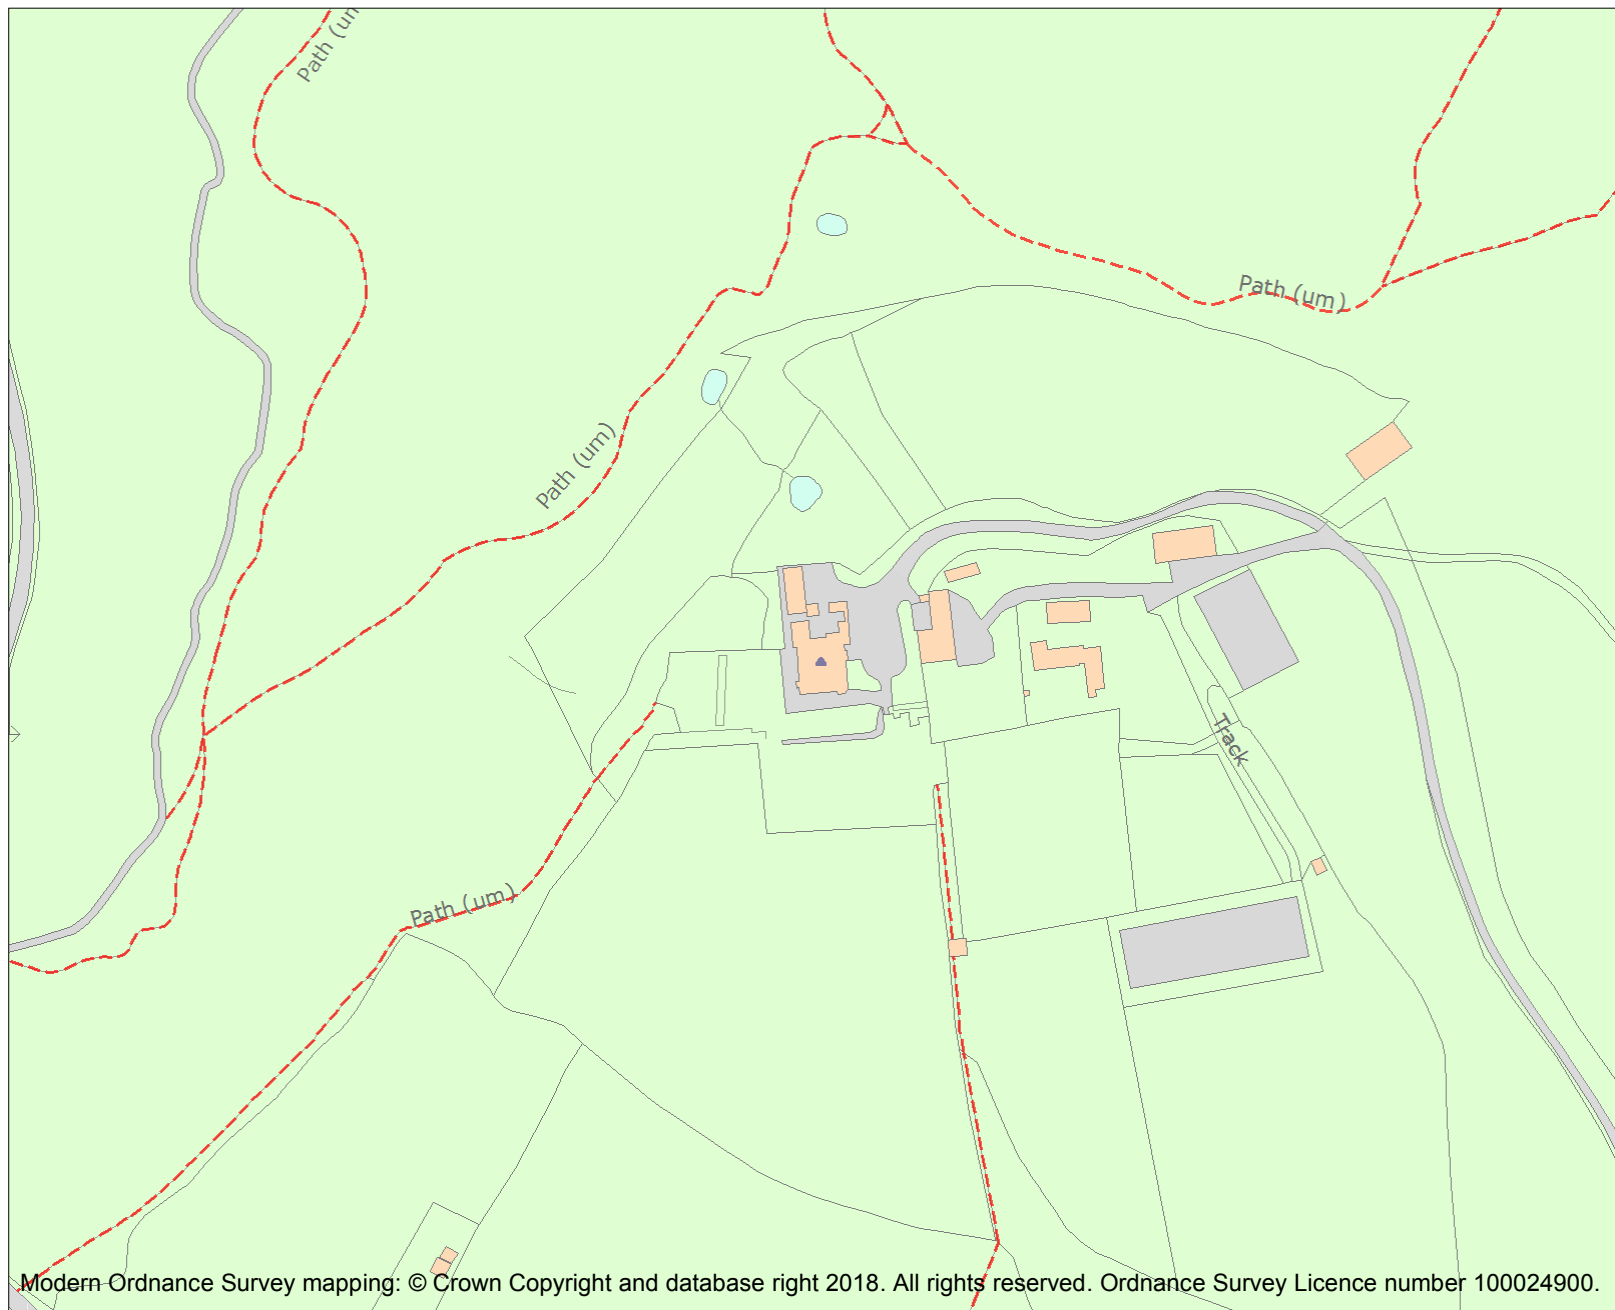 Path (un
Path (um)
Path (um)
Track
Path (um)
Modern Ordnance Survey mapping: © Crown Copyright and database right 2018. All rights reserved. Ordnance Survey Licence number 100024900.